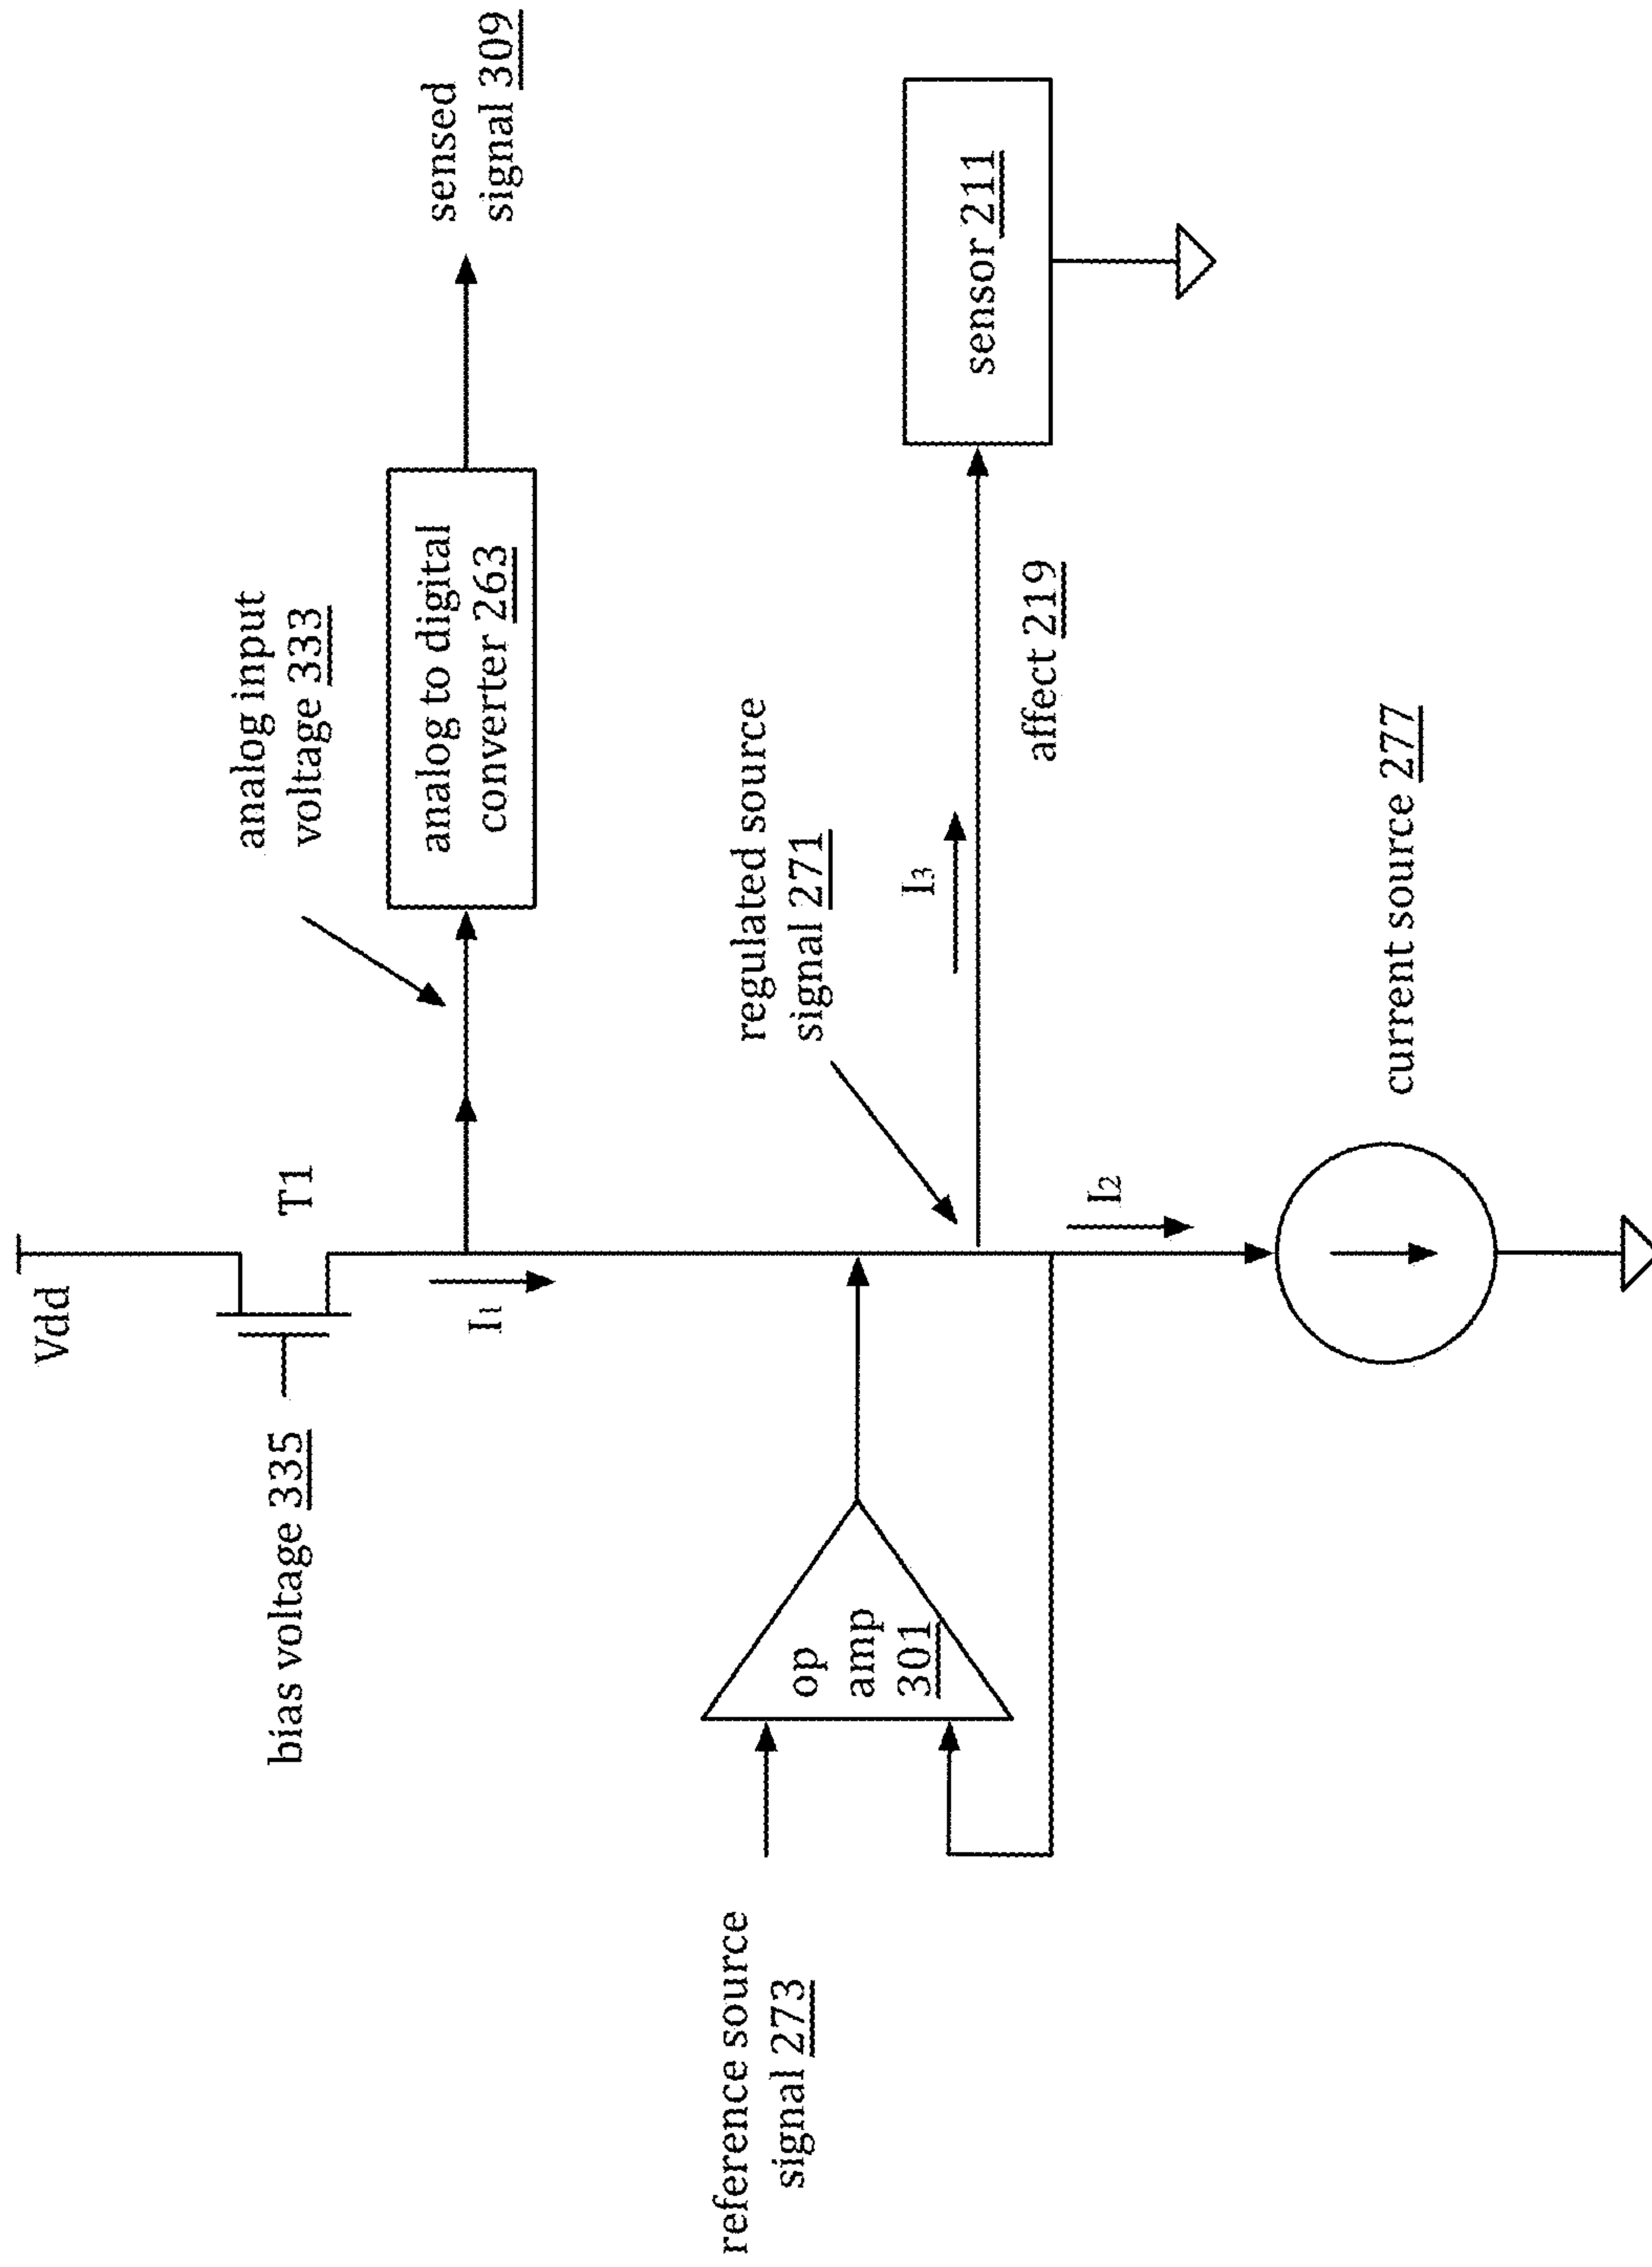 Vdd
T1
bias voltage 335
I1
analog input
voltage 333
analog to digital
converter 263
sensed
signal 309
reference source
signal 273
op
amp
301
regulated source
signal 271
I3
affect 219
sensor 211
I2
current source 277